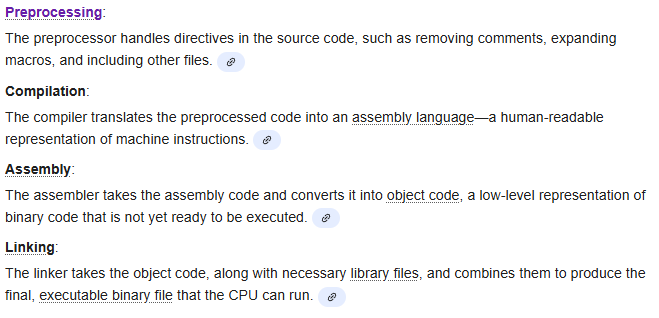 Preprocessing:
The preprocessor handles directives in the source code, such as removing comments, expanding
macros, and including other files.
Compilation:
The compiler translates the preprocessed code into an assembly language—a human-readable
representation of machine instructions.
Assembly:
The assembler takes the assembly code and converts it into object code, a low-level representation of
binary code that is not yet ready to be executed.
Linking:
The linker takes the object code, along with necessary library files, and combines them to produce the
final, executable binary file that the CPU can run.